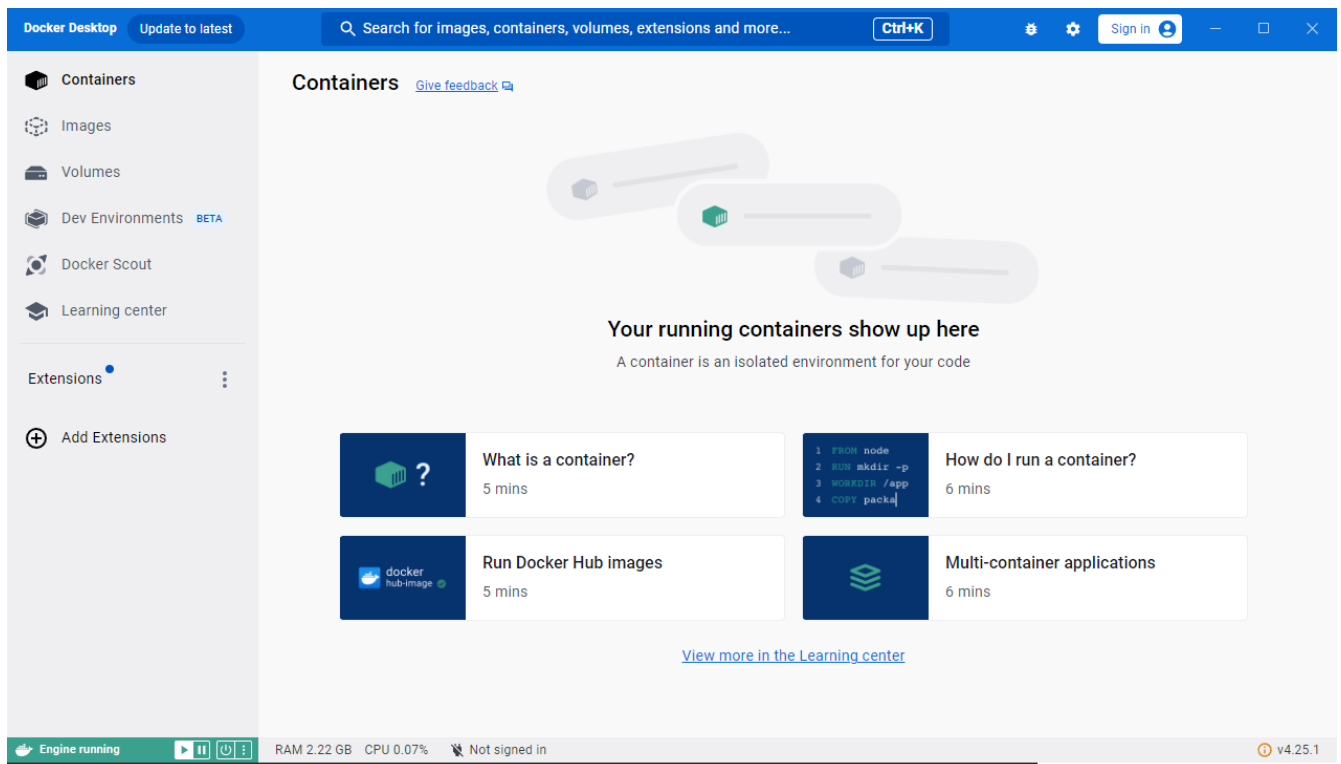 Docker Desktop Update to latest Search for images, containers, volumes, extensions and more... Ctrl+K Sign in
Containers
Images
Volumes
Dev Environments BETA
Docker Scout
Learning center
Extensions
Add Extensions
Containers Give feedback
Your running containers show up here
A container is an isolated environment for your code
?
What is a container?
5 mins
1 FROM node
2 RUN mkdir -p
3 WORKDIR /app
4 COPY packa
How do I run a container?
6 mins
docker
hub-image
Run Docker Hub images
5 mins
Multi-container applications
6 mins
View more in the Learning center
Engine running RAM 2.22 GB CPU 0.07% Not signed in v4.25.1